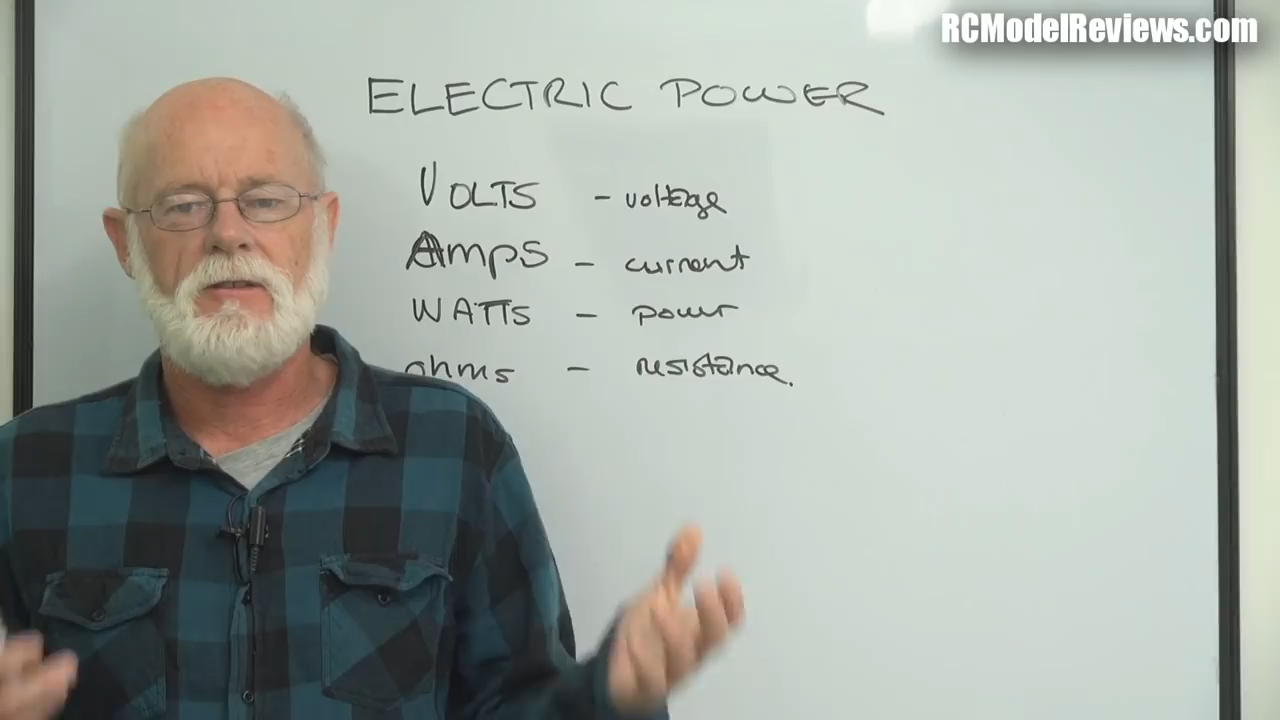 RCModelReviews.com
ELECTRIC POWER
VOLTS - voltage
AMPS - current
WATTS - power
ohms - resistance.